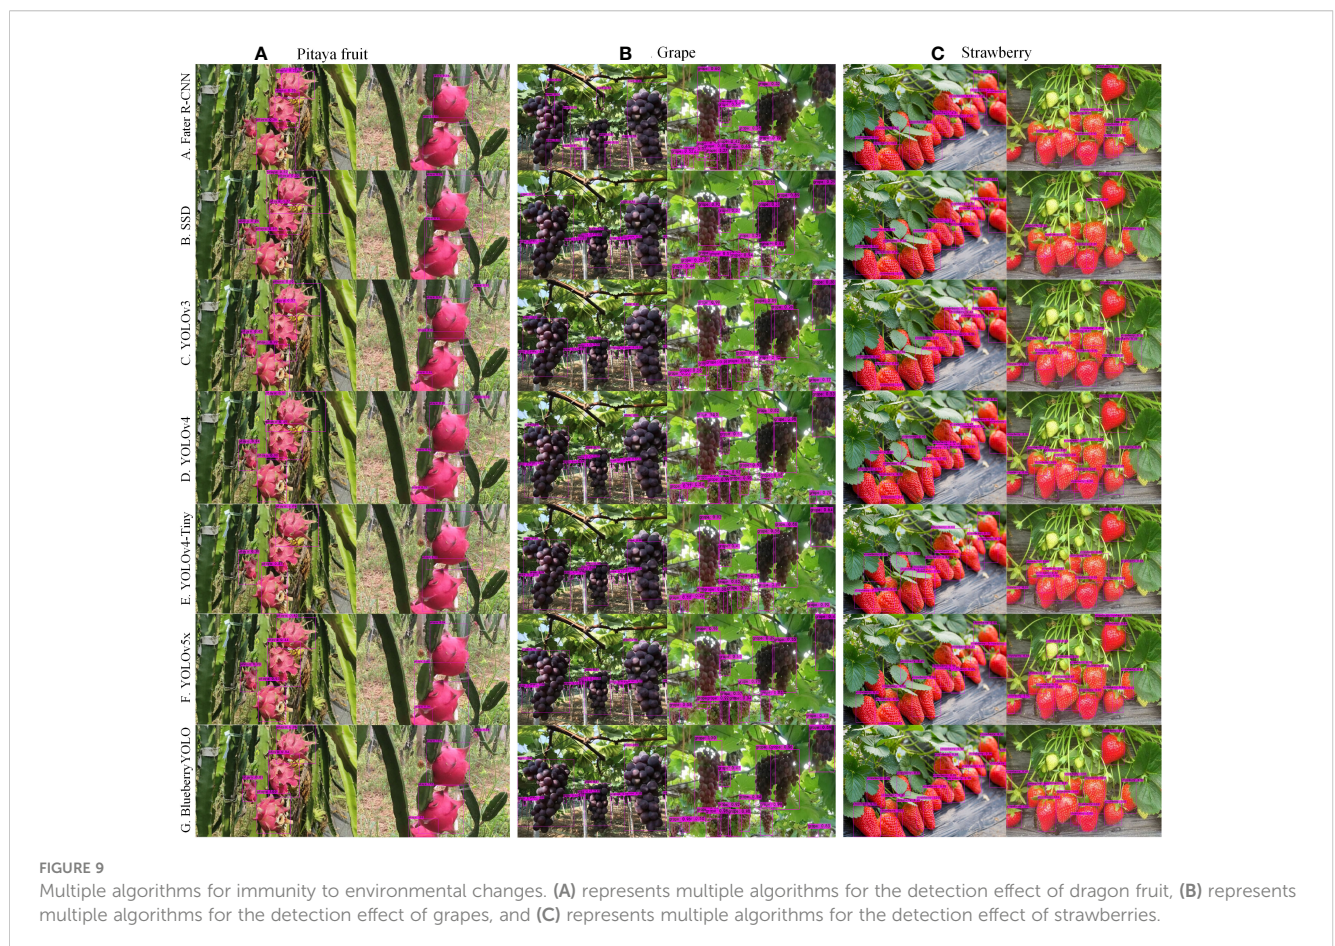 A Pitaya fruit
B Grape
C Strawberry
A. Fater R-CNN
B. SSD
C. YOLOv3
D. YOLOv4
E. YOLOv4-Tiny
F. YOLOv5x
G. BlueberryYOLO
FIGURE 9
Multiple algorithms for immunity to environmental changes. (A) represents multiple algorithms for the detection effect of dragon fruit, (B) represents
multiple algorithms for the detection effect of grapes, and (C) represents multiple algorithms for the detection effect of strawberries.